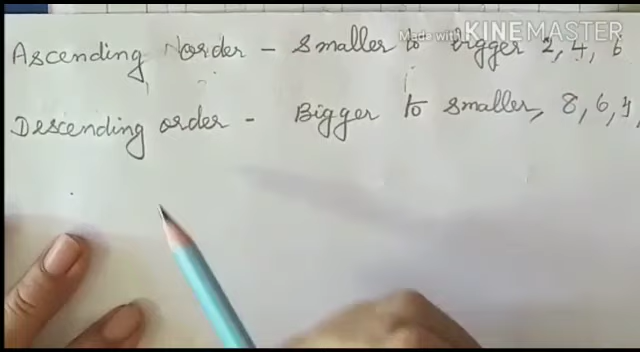 Ascending order - Smaller to bigger 2, 4, 6
Made with KINEMASTER
Descending order - Bigger to smaller, 8, 6, 4,